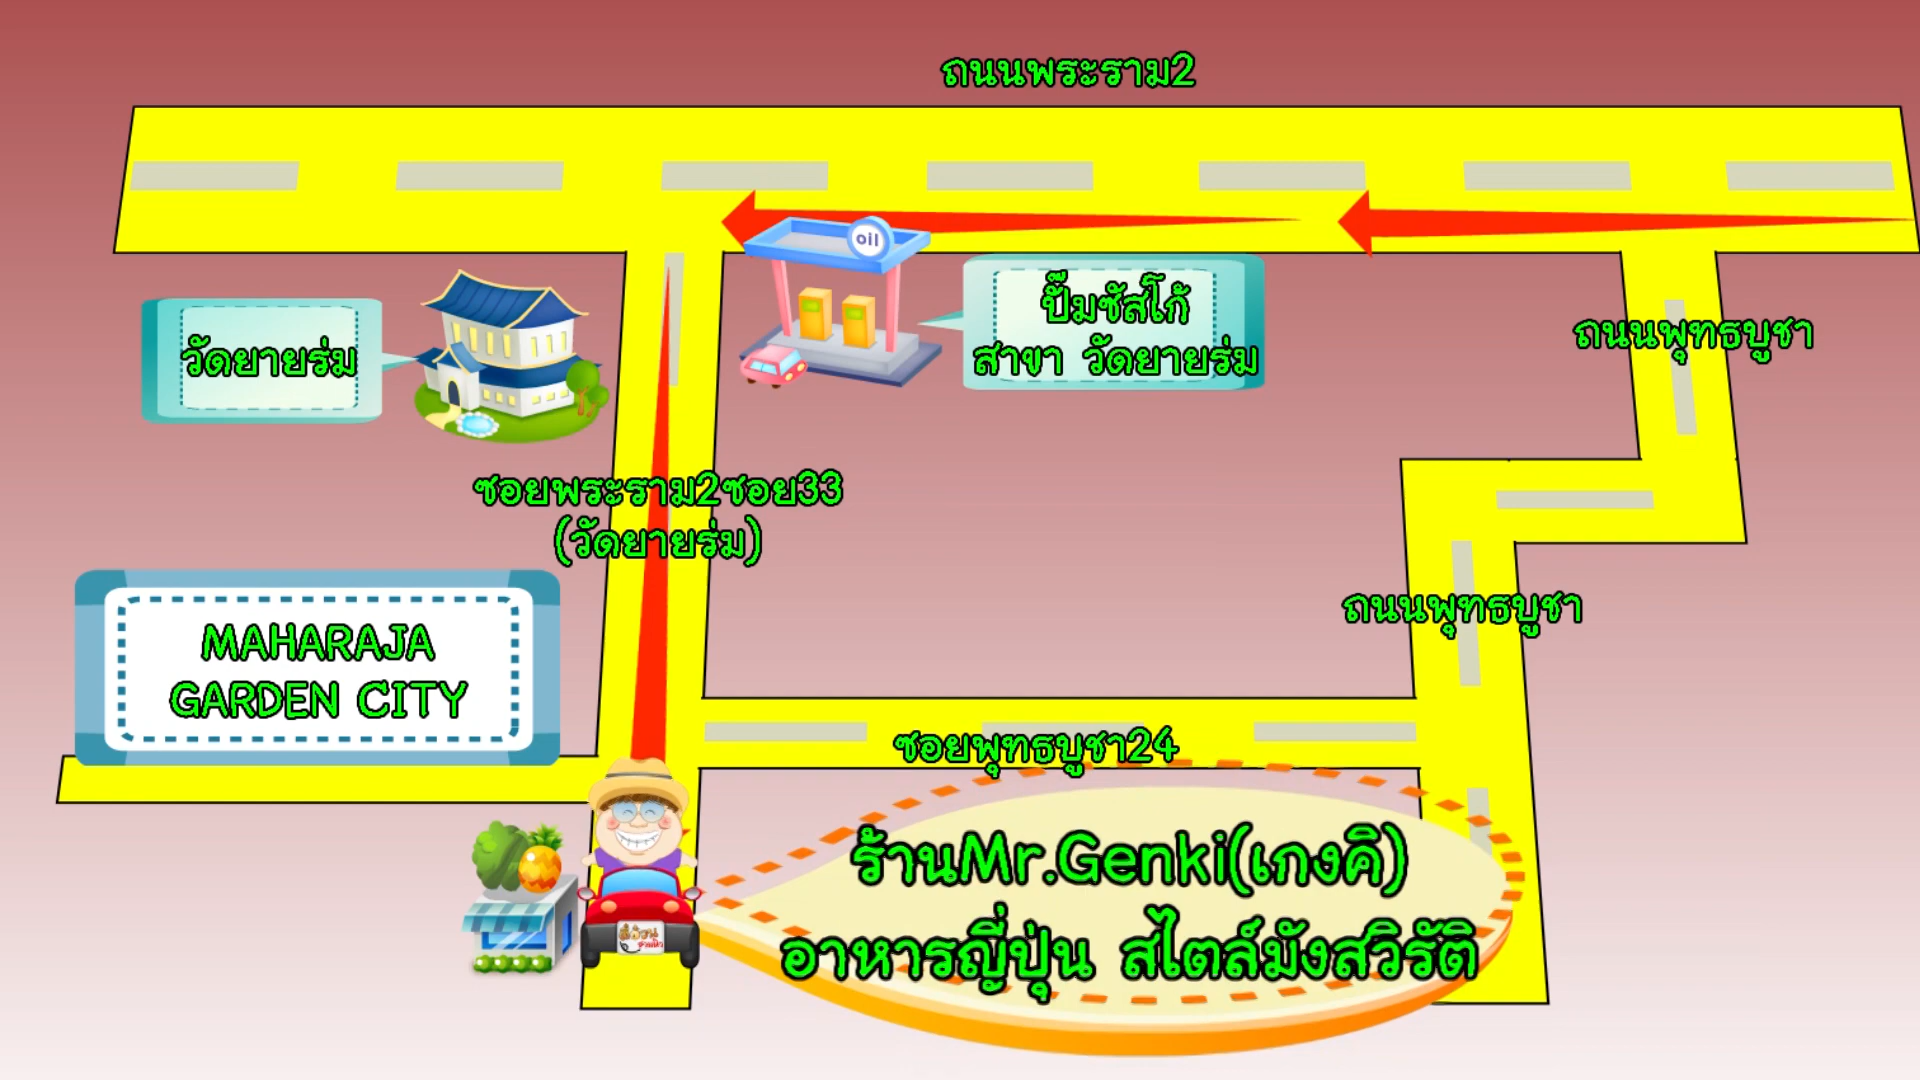 ถนนพระราม2
oil
ปั๊มซัสโก้
สาขา วัดยายร่ม
วัดยายร่ม
ถนนพุทธบูชา
ซอยพระราม2ซอย33
(วัดยายร่ม)
ถนนพุทธบูชา
MAHARAJA
GARDEN CITY
ซอยพุทธบูชา24
ร้านMr.Genki(เกงคิ)
อาหารญี่ปุ่น สไตล์มังสวิรัติ